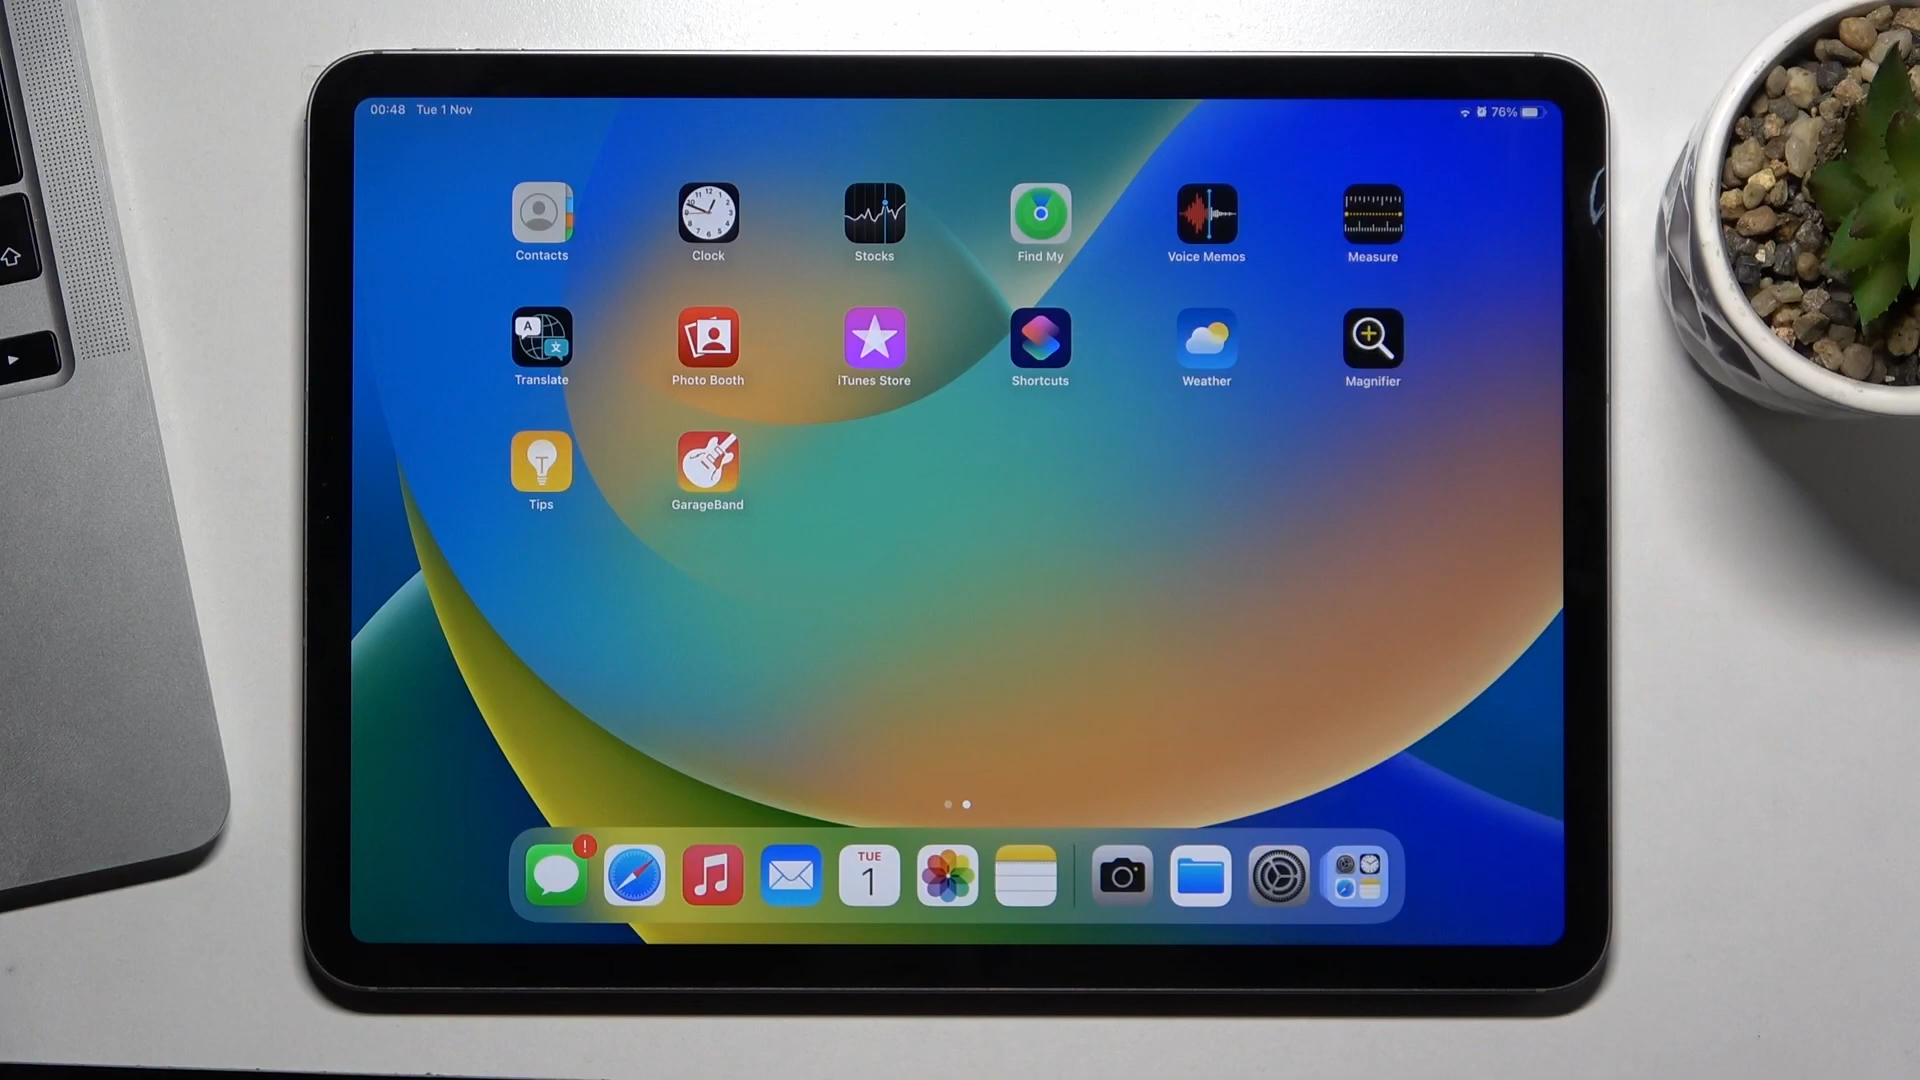 00:48 Tue 1 Nov
76%
Contacts Clock Stocks Find My Voice Memos Measure
A
文
Translate Photo Booth iTunes Store Shortcuts Weather Magnifier
Tips GarageBand
!
TUE
1